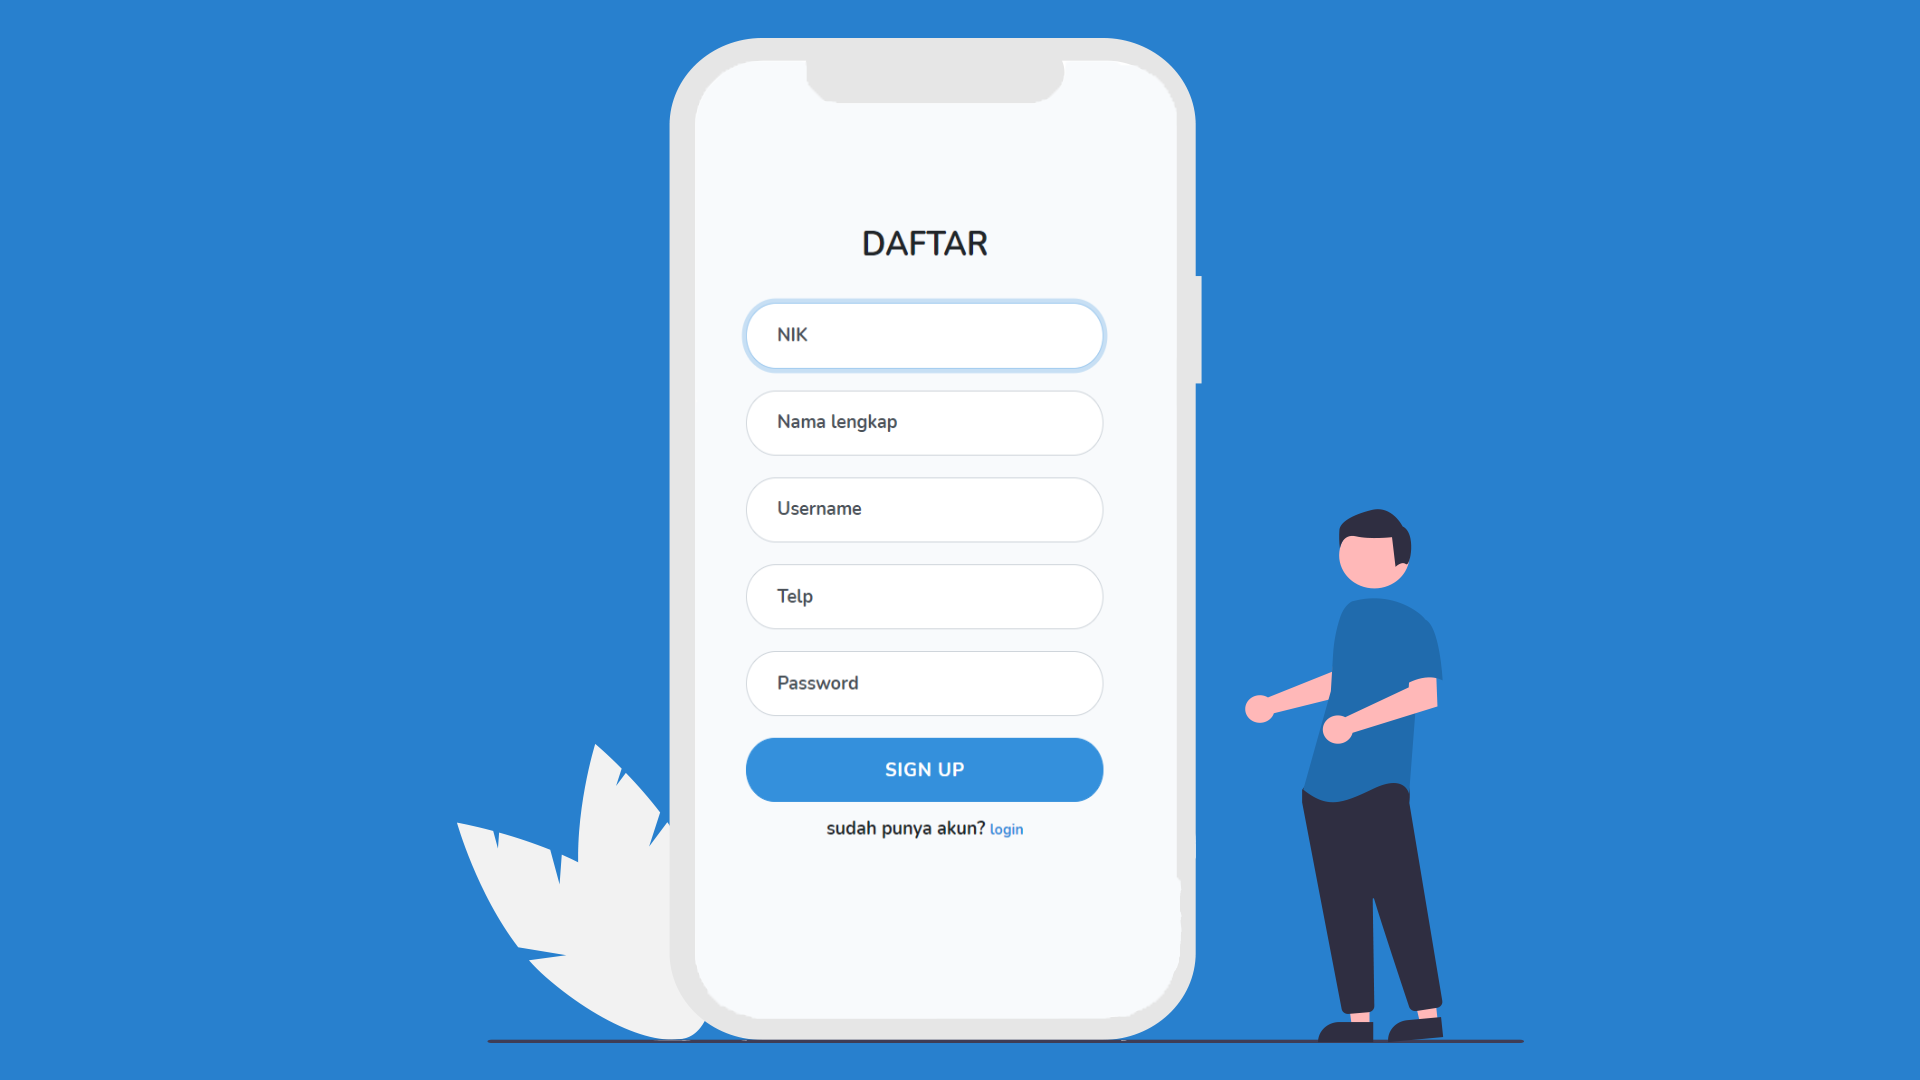 DAFTAR
NIK
Nama lengkap
Username
Telp
Password
SIGN UP
sudah punya akun? login